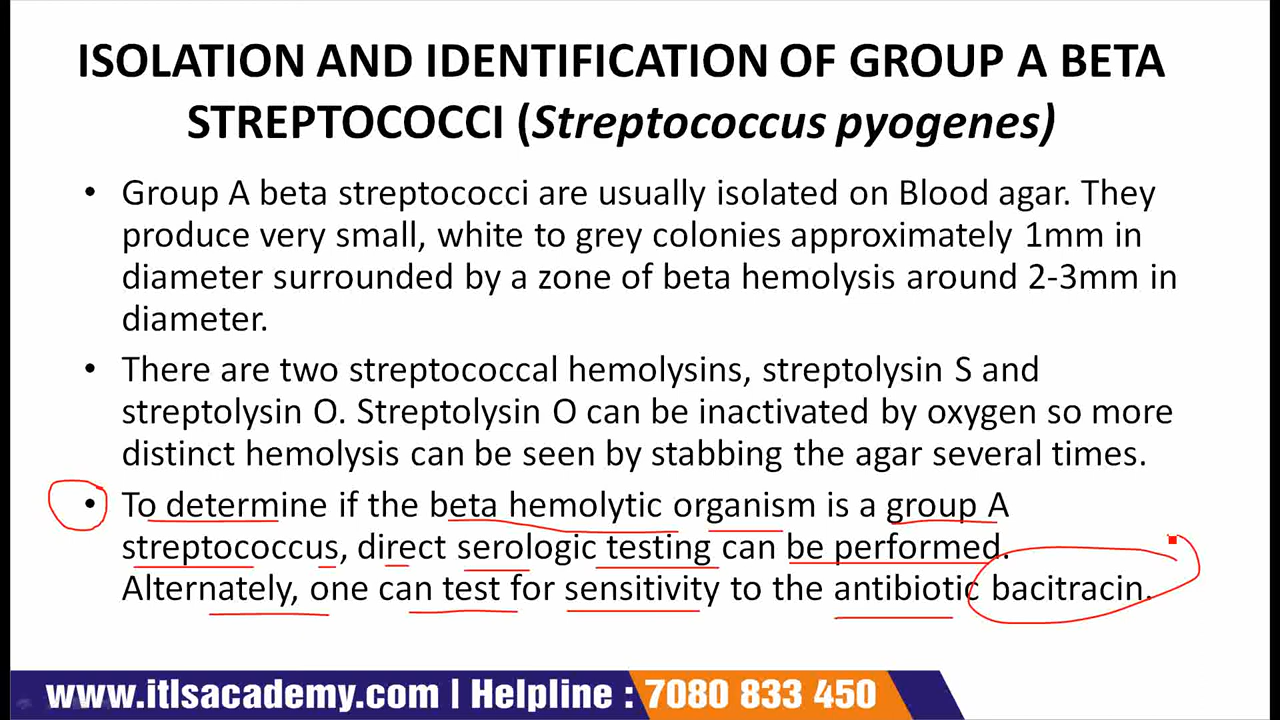 ISOLATION AND IDENTIFICATION OF GROUP A BETA
STREPTOCOCCI (Streptococcus pyogenes)
• Group A beta streptococci are usually isolated on Blood agar. They
produce very small, white to grey colonies approximately 1mm in
diameter surrounded by a zone of beta hemolysis around 2-3mm in
diameter.
• There are two streptococcal hemolysins, streptolysin S and
streptolysin O. Streptolysin O can be inactivated by oxygen so more
distinct hemolysis can be seen by stabbing the agar several times.
• To determine if the beta hemolytic organism is a group A
streptococcus, direct serologic testing can be performed.
Alternately, one can test for sensitivity to the antibiotic bacitracin.
www.itlsacademy.com | Helpline : 7080 833 450